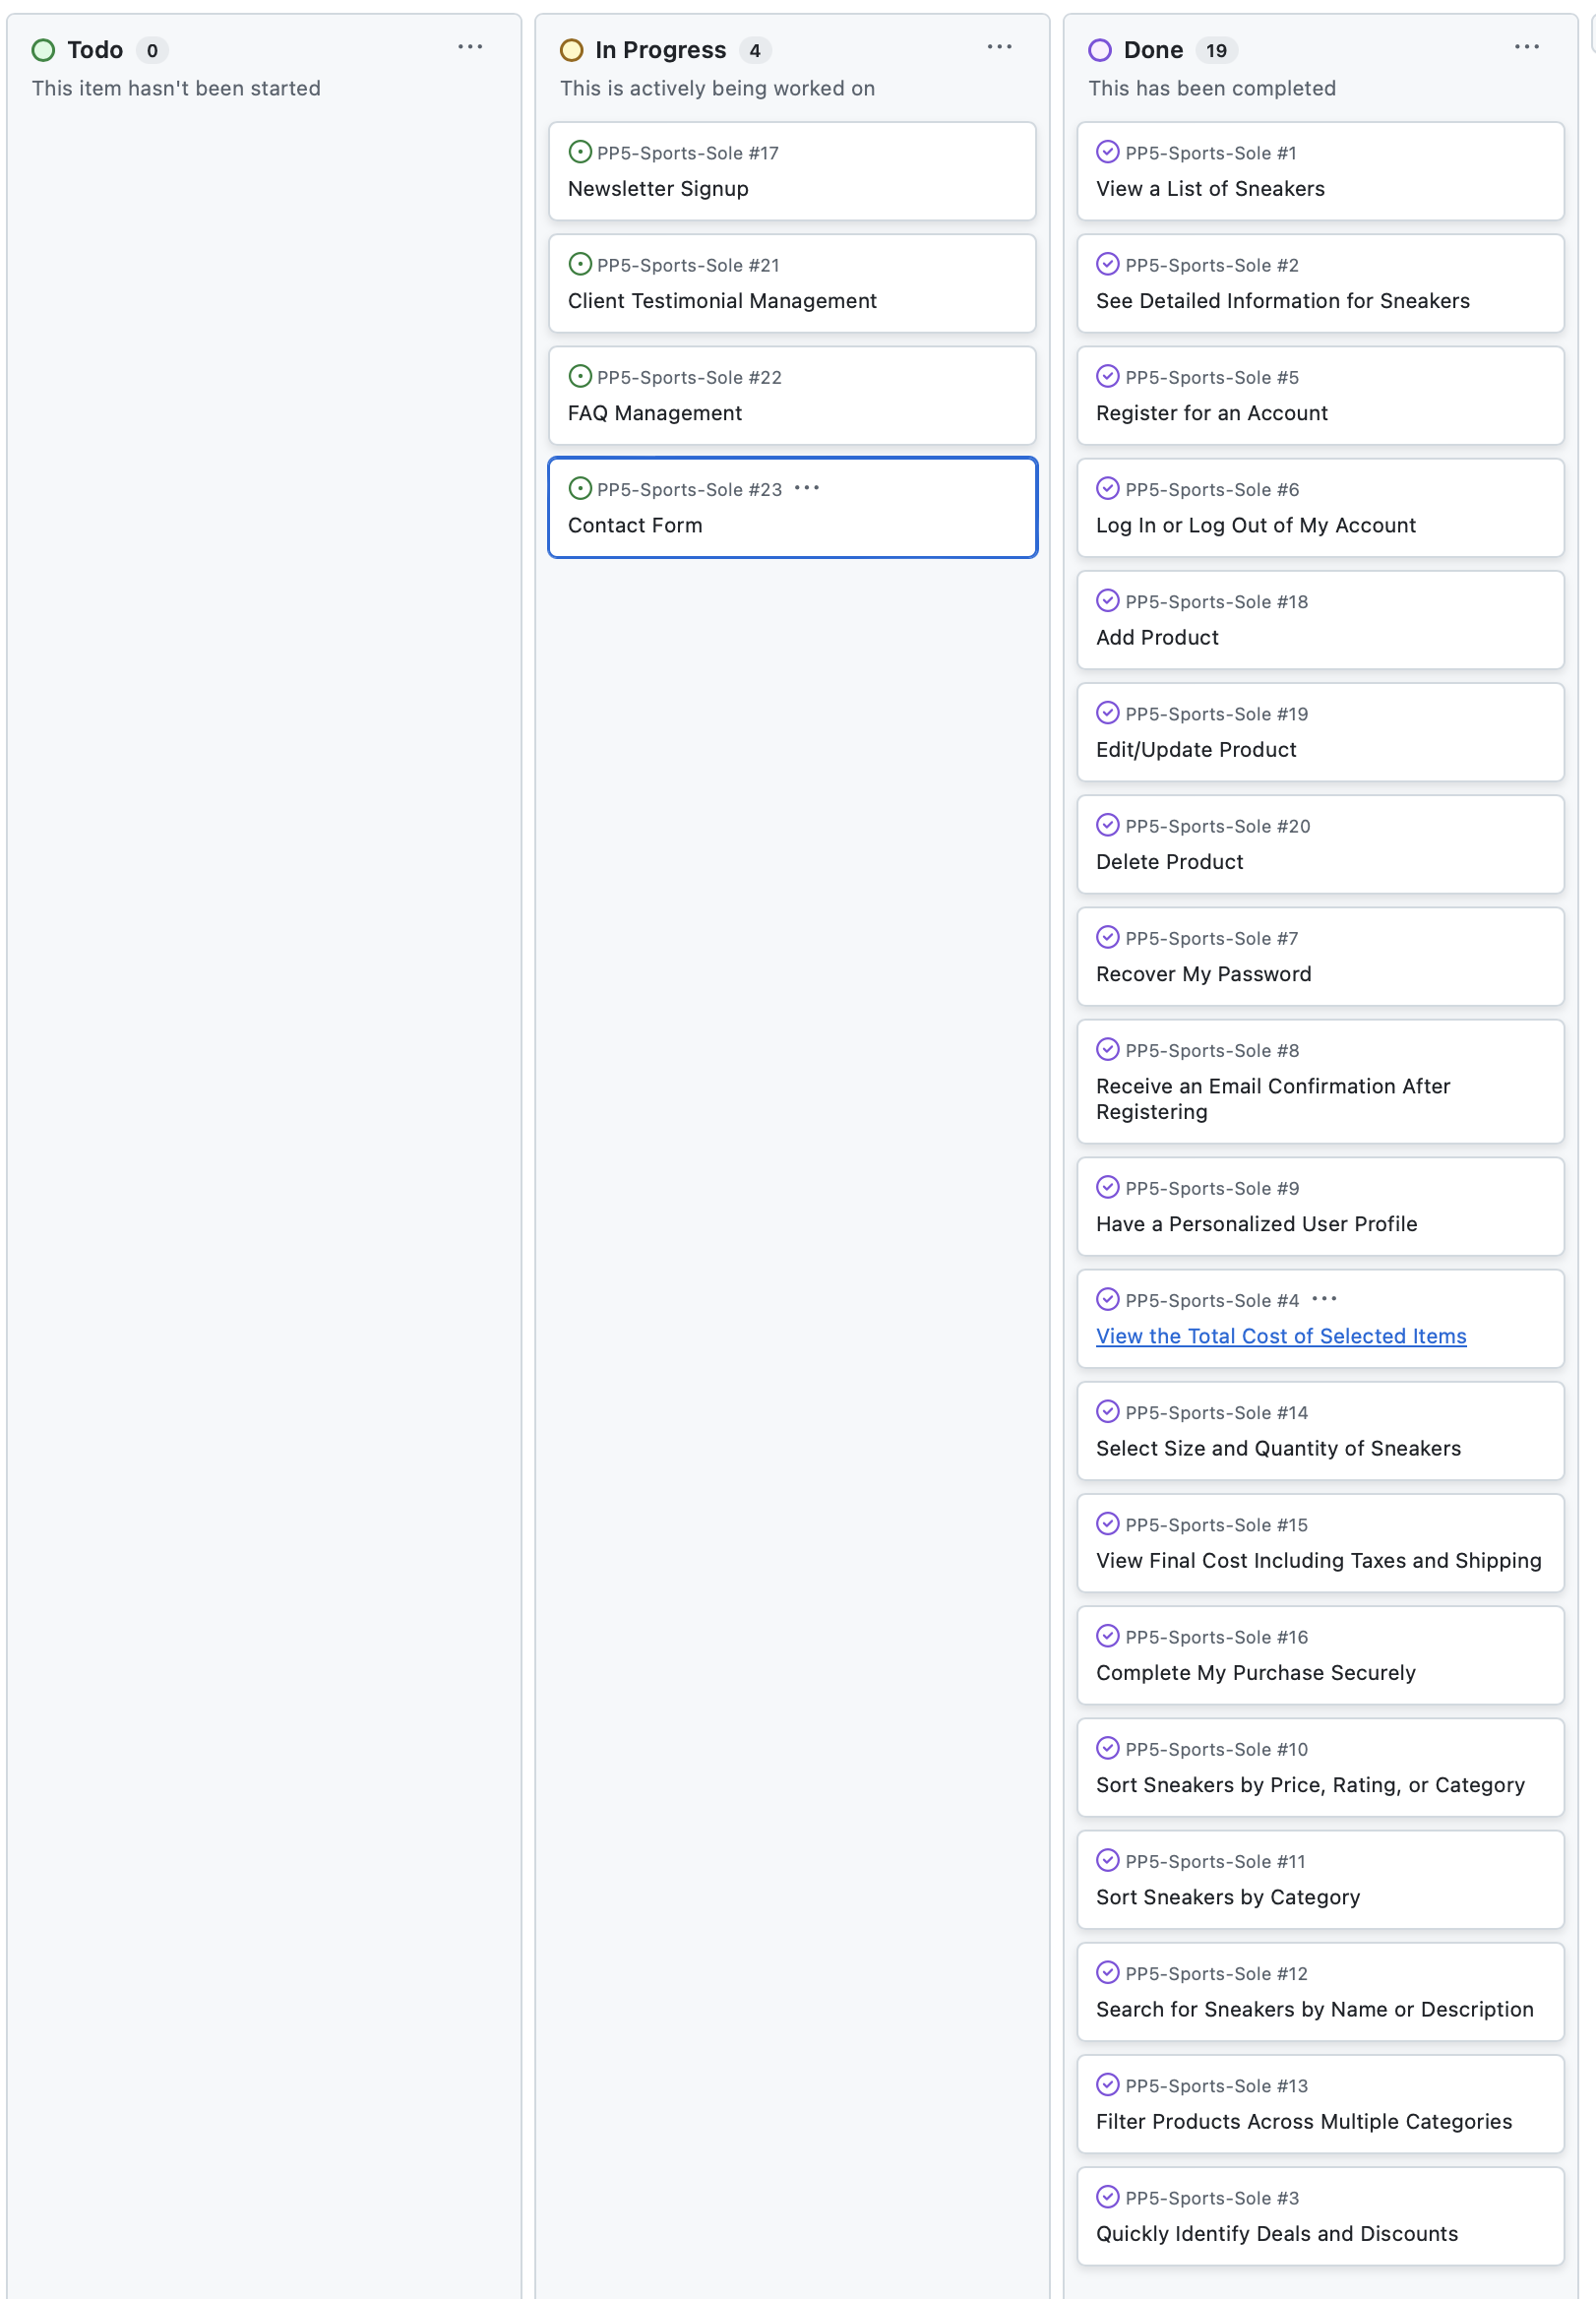 Todo 0
This item hasn't been started
In Progress 4
This is actively being worked on
PP5-Sports-Sole #17
Newsletter Signup
PP5-Sports-Sole #21
Client Testimonial Management
PP5-Sports-Sole #22
FAQ Management
PP5-Sports-Sole #23
Contact Form
Done 19
This has been completed
PP5-Sports-Sole #1
View a List of Sneakers
PP5-Sports-Sole #2
See Detailed Information for Sneakers
PP5-Sports-Sole #5
Register for an Account
PP5-Sports-Sole #6
Log In or Log Out of My Account
PP5-Sports-Sole #18
Add Product
PP5-Sports-Sole #19
Edit/Update Product
PP5-Sports-Sole #20
Delete Product
PP5-Sports-Sole #7
Recover My Password
PP5-Sports-Sole #8
Receive an Email Confirmation After
Registering
PP5-Sports-Sole #9
Have a Personalized User Profile
PP5-Sports-Sole #4
View the Total Cost of Selected Items
PP5-Sports-Sole #14
Select Size and Quantity of Sneakers
PP5-Sports-Sole #15
View Final Cost Including Taxes and Shipping
PP5-Sports-Sole #16
Complete My Purchase Securely
PP5-Sports-Sole #10
Sort Sneakers by Price, Rating, or Category
PP5-Sports-Sole #11
Sort Sneakers by Category
PP5-Sports-Sole #12
Search for Sneakers by Name or Description
PP5-Sports-Sole #13
Filter Products Across Multiple Categories
PP5-Sports-Sole #3
Quickly Identify Deals and Discounts